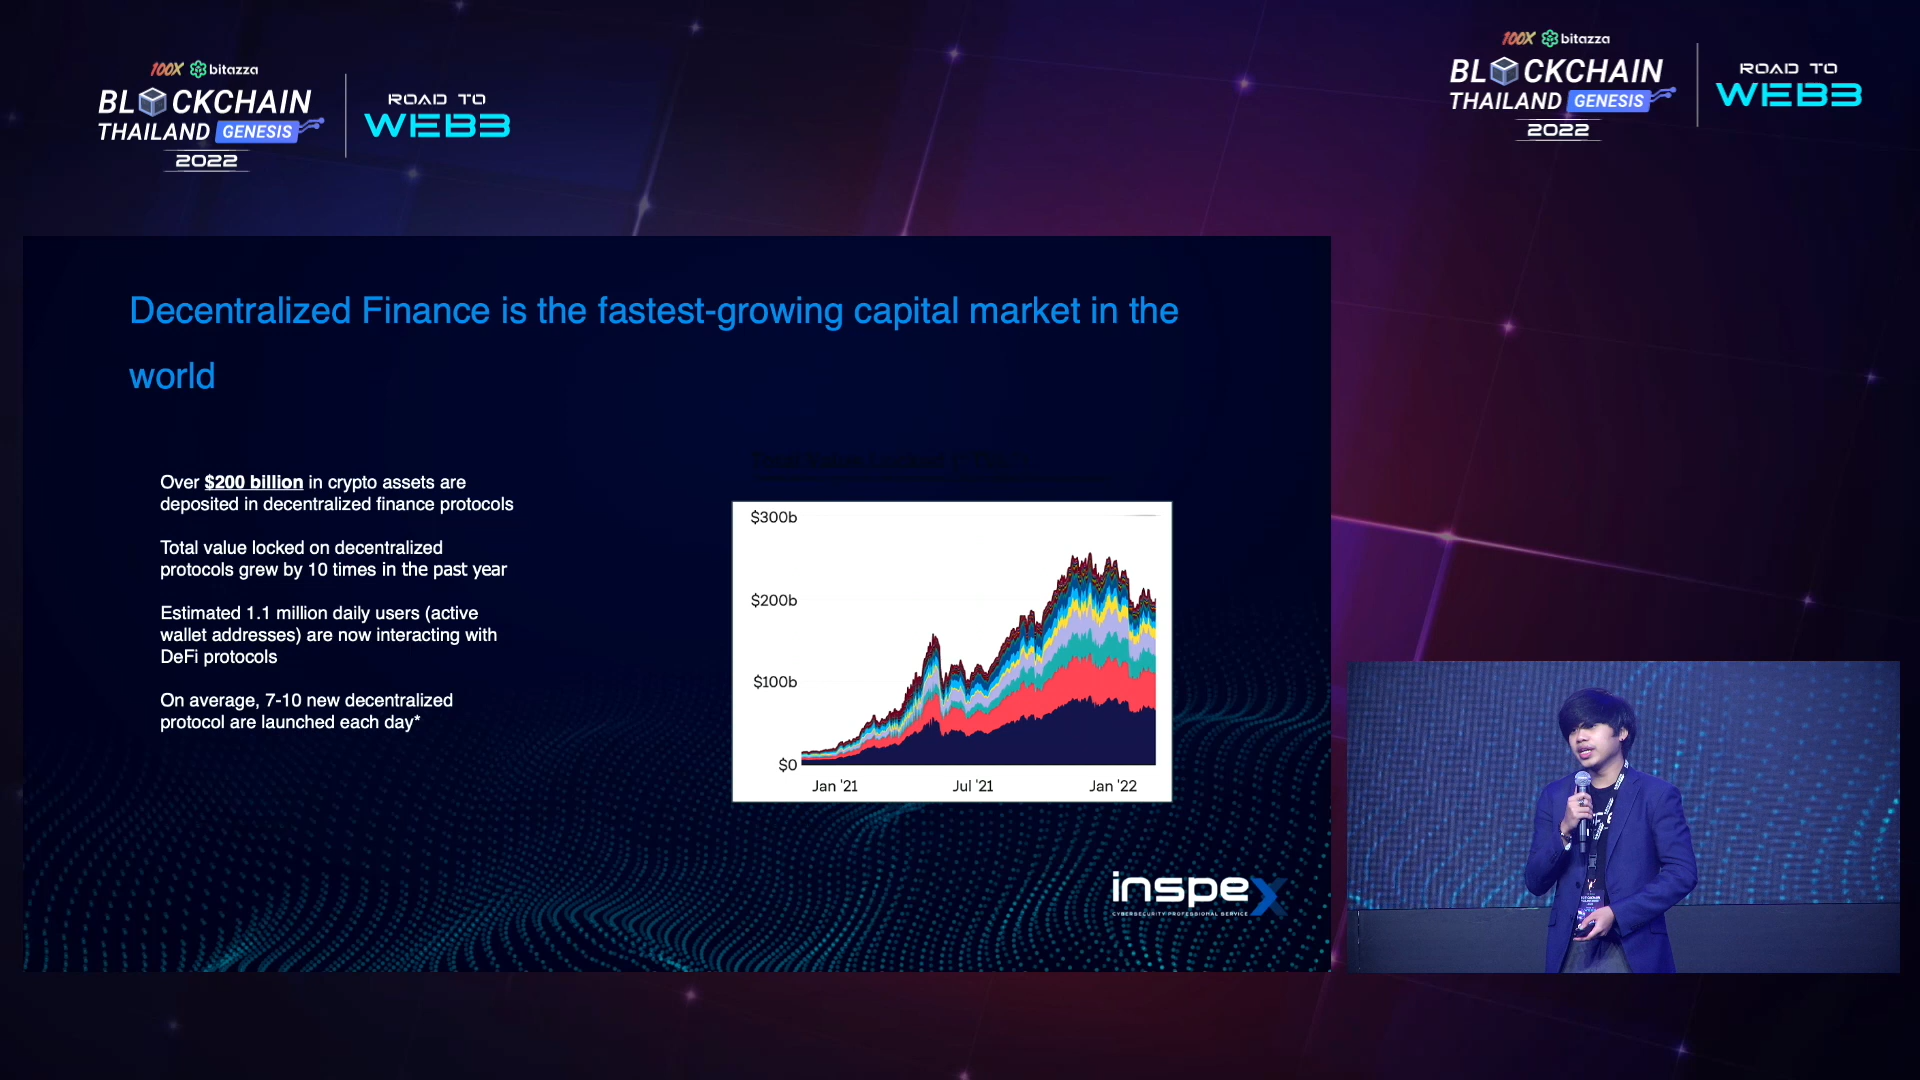 100X bitazza
BLOCKCHAIN
THAILAND GENESIS
2022
ROAD TO
WEB3
100X bitazza
BLOCKCHAIN
THAILAND GENESIS
2022
ROAD TO
WEB3
Decentralized Finance is the fastest-growing capital market in the
world
Over $200 billion in crypto assets are
deposited in decentralized finance protocols
Total value locked on decentralized
protocols grew by 10 times in the past year
Estimated 1.1 million daily users (active
wallet addresses) are now interacting with
DeFi protocols
On average, 7-10 new decentralized
protocol are launched each day*
$300b
$200b
$100b
$0
Jan '21
Jul '21
Jan '22
inspex
CYBERSECURITY PROFESSIONAL SERVICE